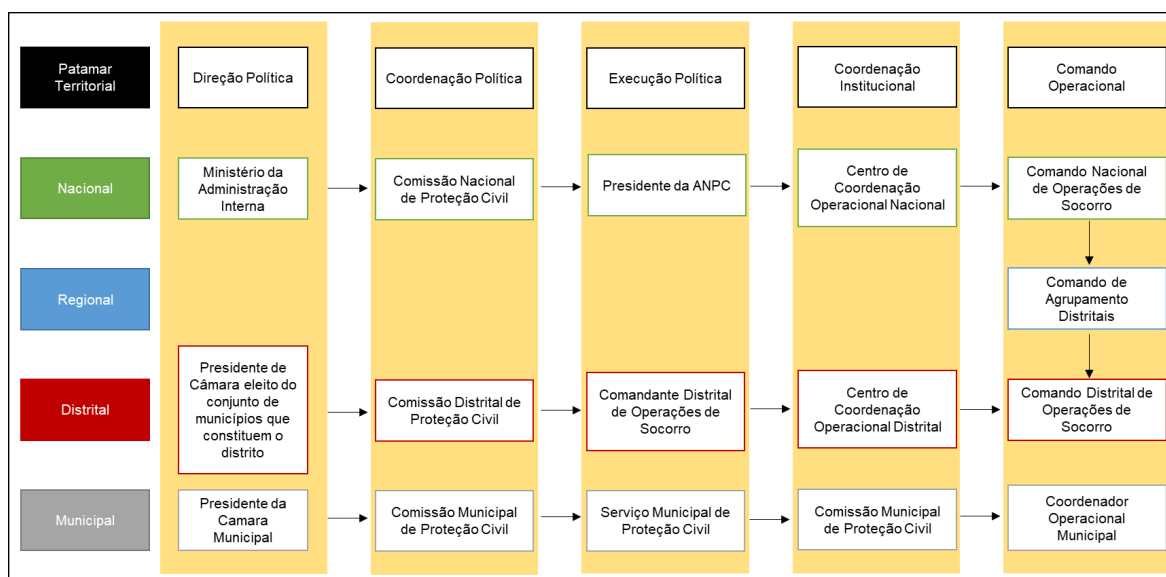 Patamar
Territorial
Direção Política
Coordenação Política
Execução Política
Coordenação
Institucional
Comando
Operacional
Nacional
Ministério da
Administração
Interna
Comissão Nacional
de Proteção Civil
Presidente da ANPC
Centro de
Coordenação
Operacional Nacional
Comando Nacional
de Operações de
Socorro
Regional
Comando de
Agrupamento
Distritais
Distrital
Presidente de
Câmara eleito do
conjunto de
municípios que
constituem o
distrito
Comissão Distrital de
Proteção Civil
Comandante Distrital
de Operações de
Socorro
Centro de
Coordenação
Operacional Distrital
Comando Distrital de
Operações de
Socorro
Municipal
Presidente da
Camara
Municipal
Comissão Municipal
de Proteção Civil
Serviço Municipal de
Proteção Civil
Comissão Municipal
de Proteção Civil
Coordenador
Operacional
Municipal